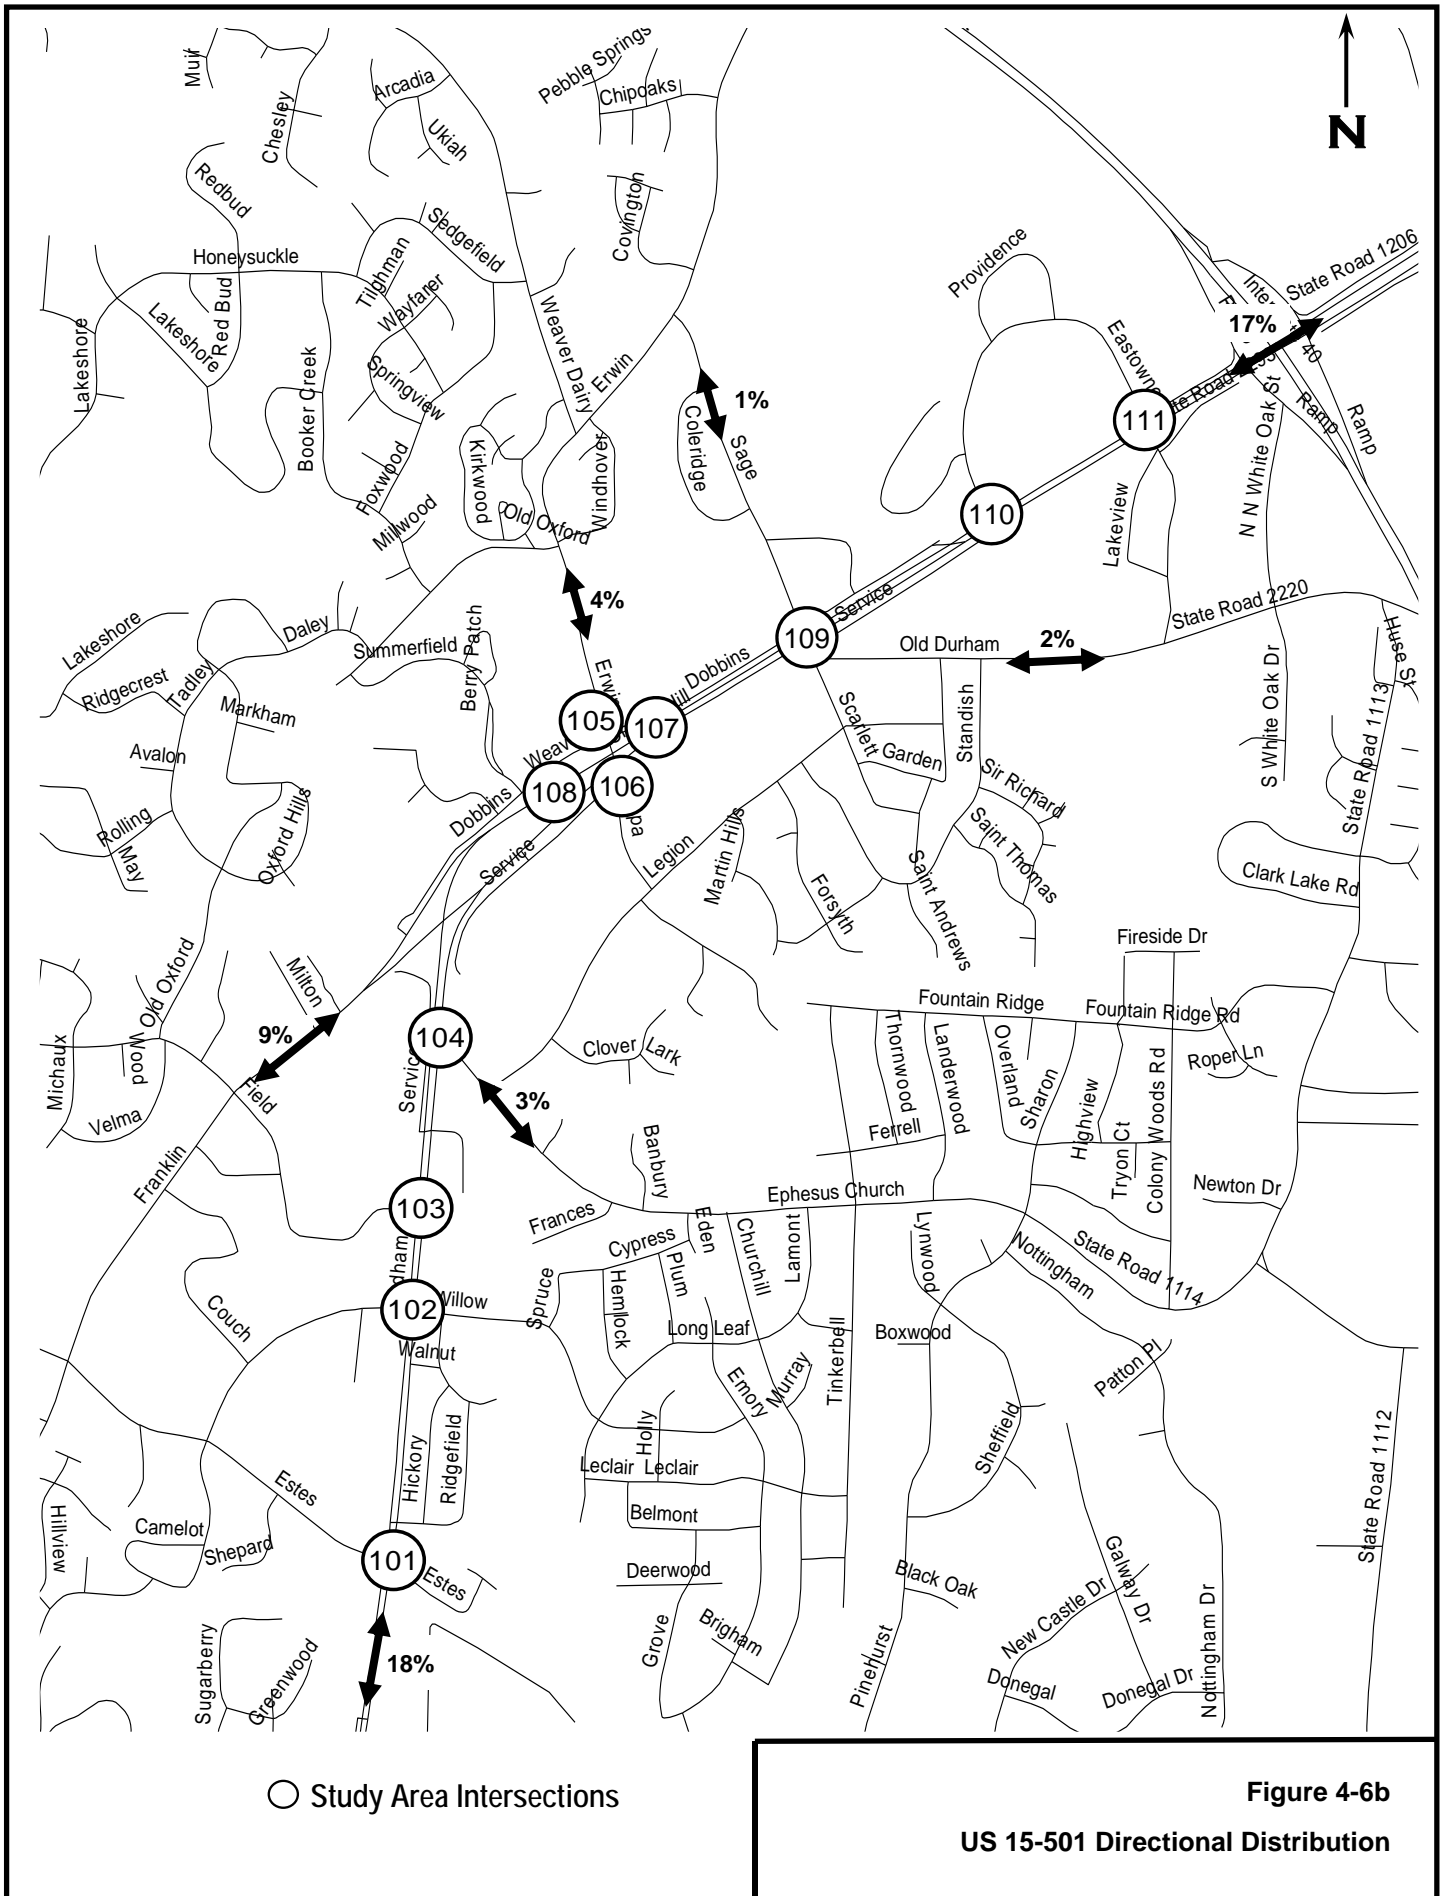 Muir
Chesley
Arcadia
Ukiah
Pebble Springs
Chipoaks
N
Redbud
Covington
Sedgefield
Honeysuckle
Tilghman
Wayfarer
Providence
State Road 1206
Lakeshore
Lakeshore
Red Bud
Booker Creek
Springview
Weaver Dairy
Erwin
Eastowne
17%
40
Ramp
Ramp
1%
Coleridge
Sage
Foxwood
Kirkwood
Windhover
Old Oxford
Millwood
111
110
N N White Oak St
Lakeview
4%
Lakeshore
Daley
Summerfield
Berry Patch
Ridgecrest
Tadley
Markham
Avalon
Service
109
Old Durham
2%
State Road 2220
Huse St
Dobbins
105
107
108
106
Scarlett
Garden
Standish
Sir Richard
Saint Thomas
S White Oak Dr
State Road 1113
Rolling
May
Oxford Hills
Dobbins
Service
Legion
Martin Hills
Forsyth
Saint Andrews
Clark Lake Rd
Fireside Dr
Milton
Old Oxford
Wood
Michaux
Velma
9%
Field
Franklin
104
Service
3%
Clover
Lark
Fountain Ridge
Fountain Ridge Rd
Roper Ln
Thornwood
Landerwood
Overland
Sharon
Highview
Tryon Ct
Colony Woods Rd
Ferrell
Banbury
Ephesus Church
Newton Dr
103
Frances
Cypress
Eden
Plum
Churchill
Lamont
Lynwood
Nottingham
State Road 1114
Couch
102
Willow
Walnut
Spruce
Hemlock
Long Leaf
Emory
Murray
Tinkerbell
Boxwood
Patton Pl
Hickory
Ridgefield
Holly
Leclair
Leclair
Sheffield
State Road 1112
Estes
Hillview
Camelot
Shepard
101
Estes
Belmont
Deerwood
Black Oak
Galway Dr
New Castle Dr
Grove
Brigham
Pinehurst
Donegal
Donegal Dr
Nottingham Dr
Sugarberry
Greenwood
18%
Study Area Intersections
Figure 4-6b
US 15-501 Directional Distribution